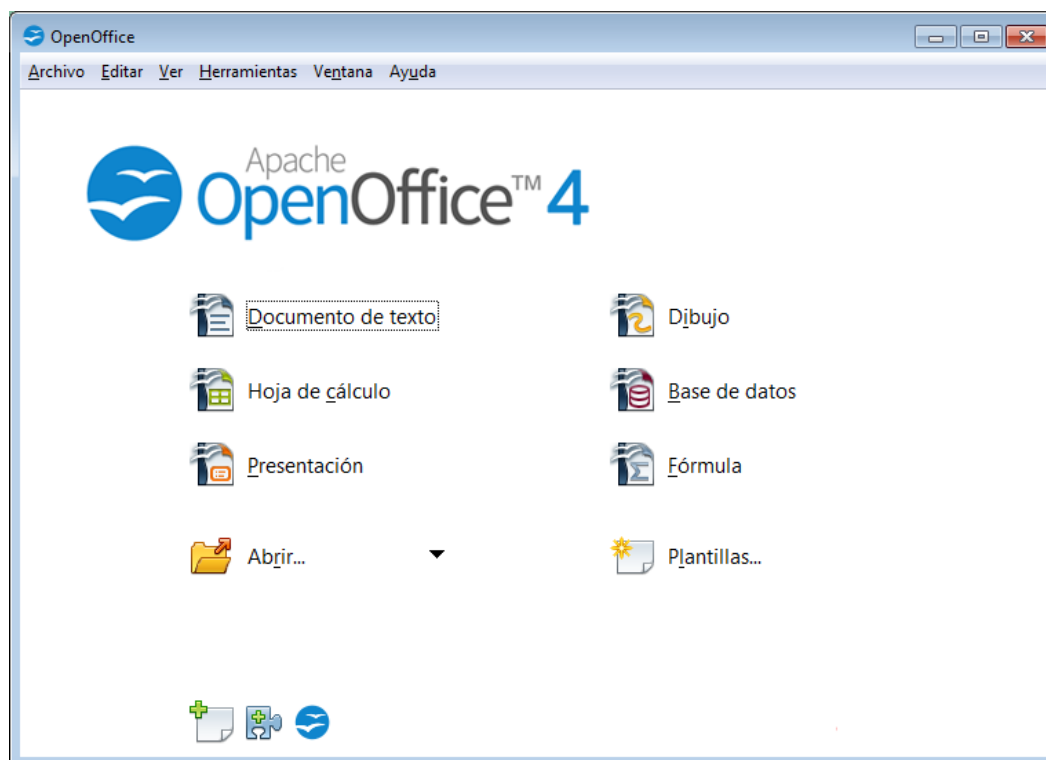 OpenOffice
Archivo Editar Ver Herramientas Ventana Ayuda
Apache
OpenOffice™ 4
Documento de texto
Dibujo
Hoja de cálculo
Base de datos
Presentación
Fórmula
Abrir...
Plantillas...